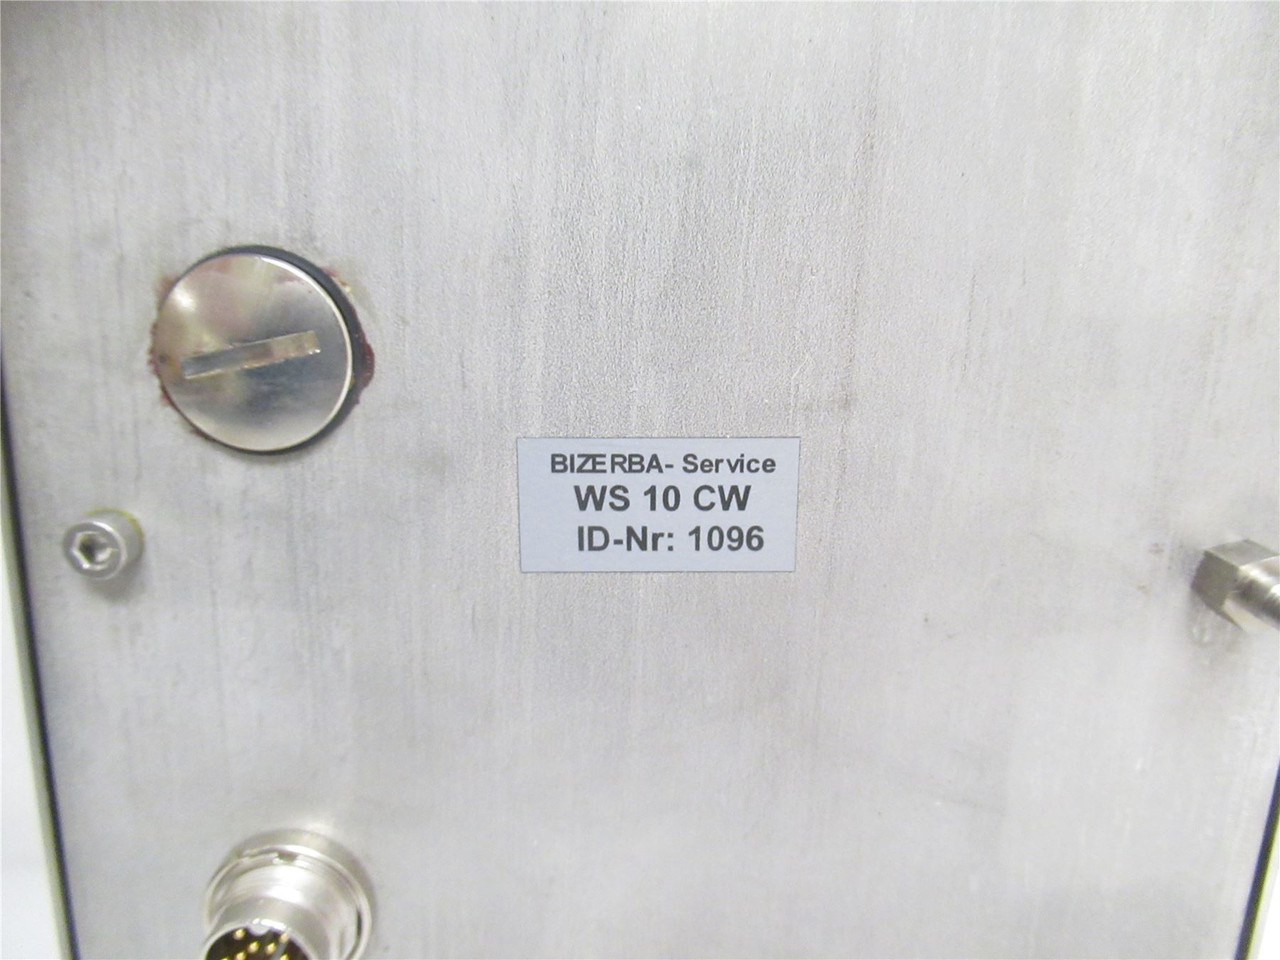 BIZERBA- Service
WS 10 CW
ID-Nr: 1096